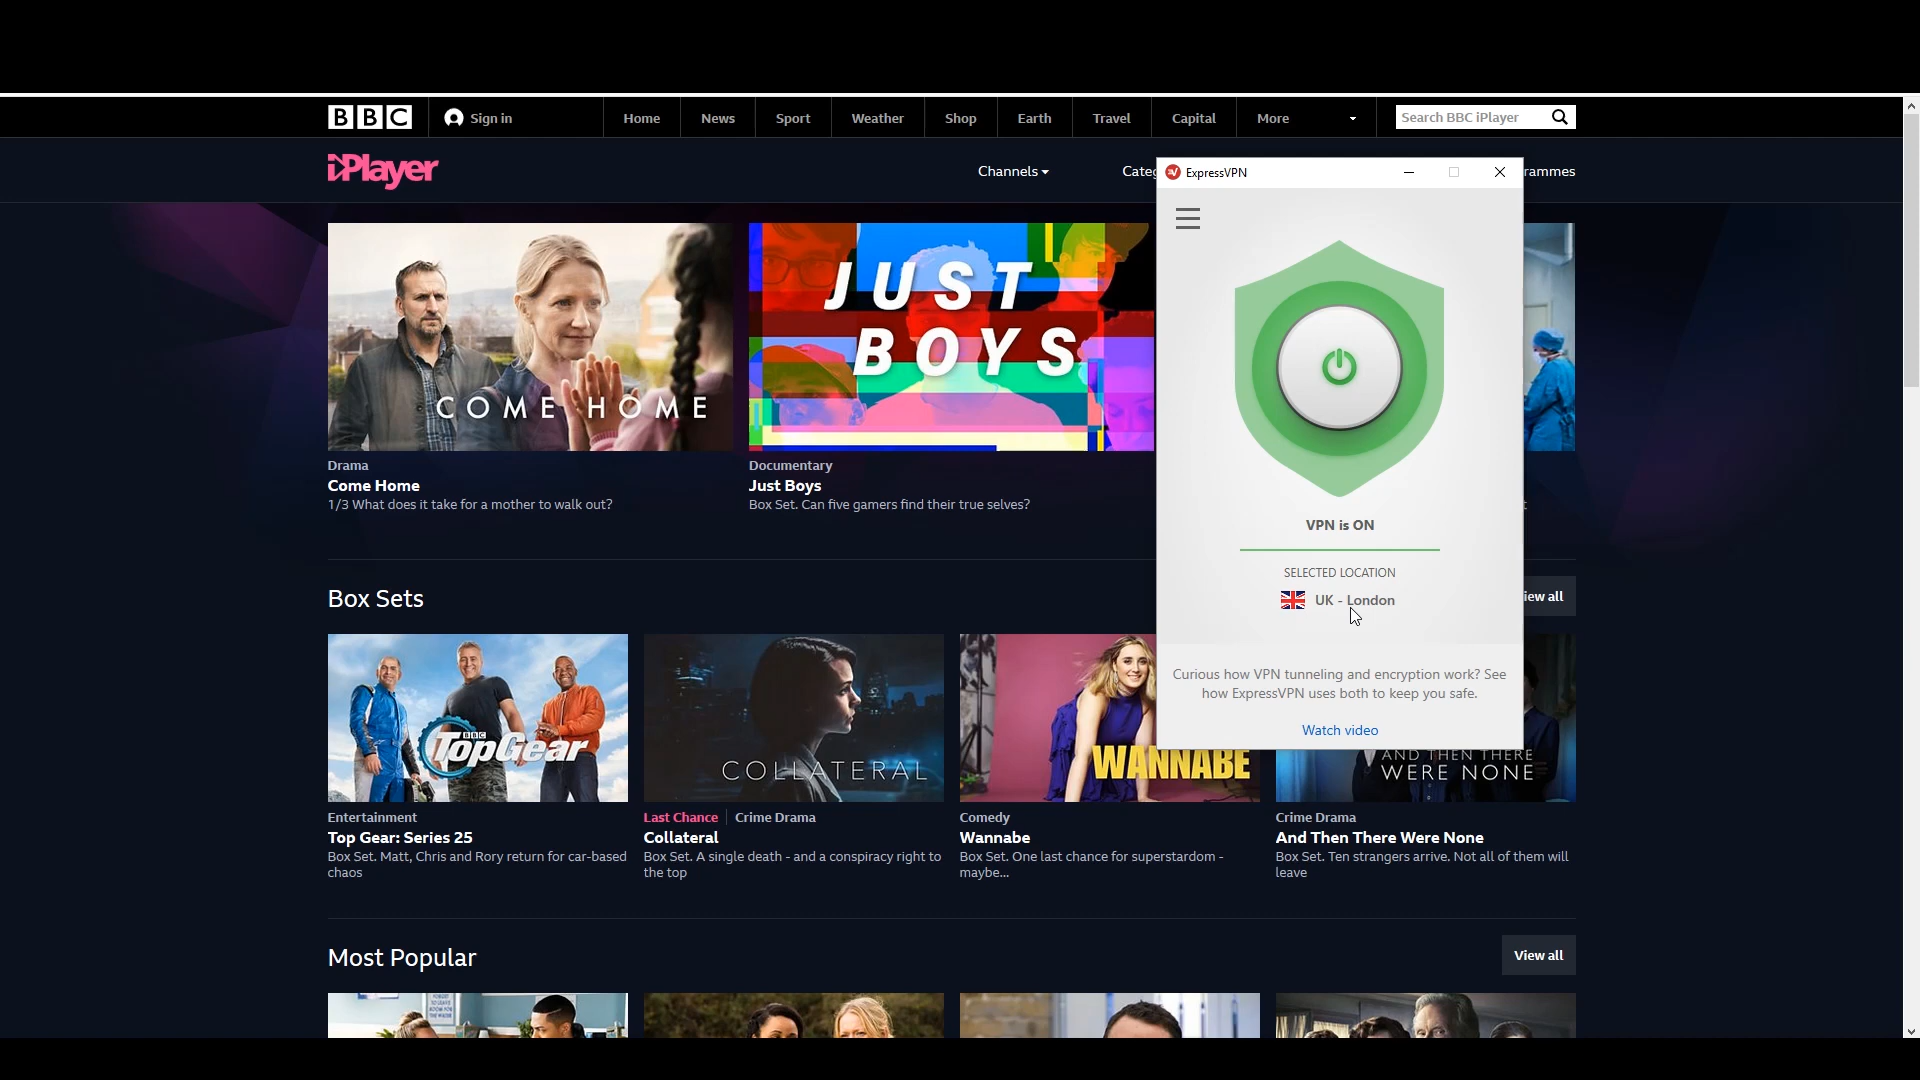 BBC
Sign in
Home
News
Sport
Weather
Shop
Earth
Travel
Capital
More
Search BBC iPlayer
iPlayer
Channels
ExpressVPN
COME HOME
JUST
BOYS
Drama
Come Home
1/3 What does it take for a mother to walk out?
Documentary
Just Boys
Box Set. Can five gamers find their true selves?
VPN is ON
SELECTED LOCATION
UK - London
Curious how VPN tunneling and encryption work? See
how ExpressVPN uses both to keep you safe.
Watch video
Box Sets
all
BBC
TopGear
COLLATERAL
WANNABE
AND THEN THERE
WERE NONE
Entertainment
Top Gear: Series 25
Box Set. Matt, Chris and Rory return for car-based
chaos
Last Chance
Crime Drama
Collateral
Box Set. A single death - and a conspiracy right to
the top
Comedy
Wannabe
Box Set. One last chance for superstardom -
maybe...
Crime Drama
And Then There Were None
Box Set. Ten strangers arrive. Not all of them will
leave
Most Popular
View all